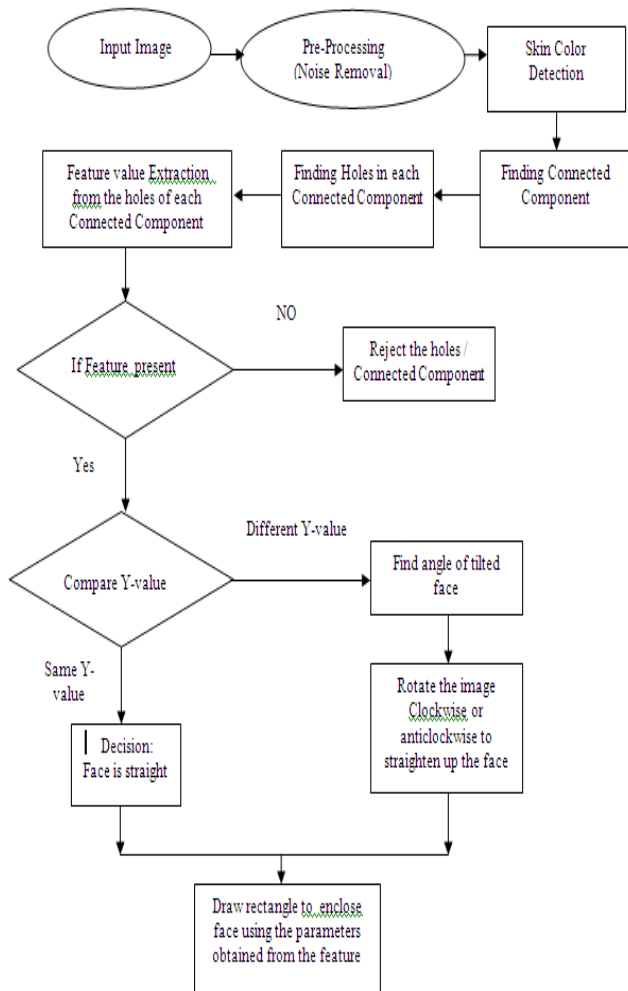 Input Image
Pre-Processing
(Noise Removal)
Skin Color
Detection
Feature value Extraction
from the holes of each
Connected Component
Finding Holes in each
Connected Component
Finding Connected
Component
If Feature present
NO
Reject the holes /
Connected Component
Yes
Compare Y-value
Different Y-value
Find angle of tilted
face
Same Y-
value
Rotate the image
Clockwise or
anticlockwise to
straighten up the face
Decision:
Face is straight
Draw rectangle to enclose
face using the parameters
obtained from the feature